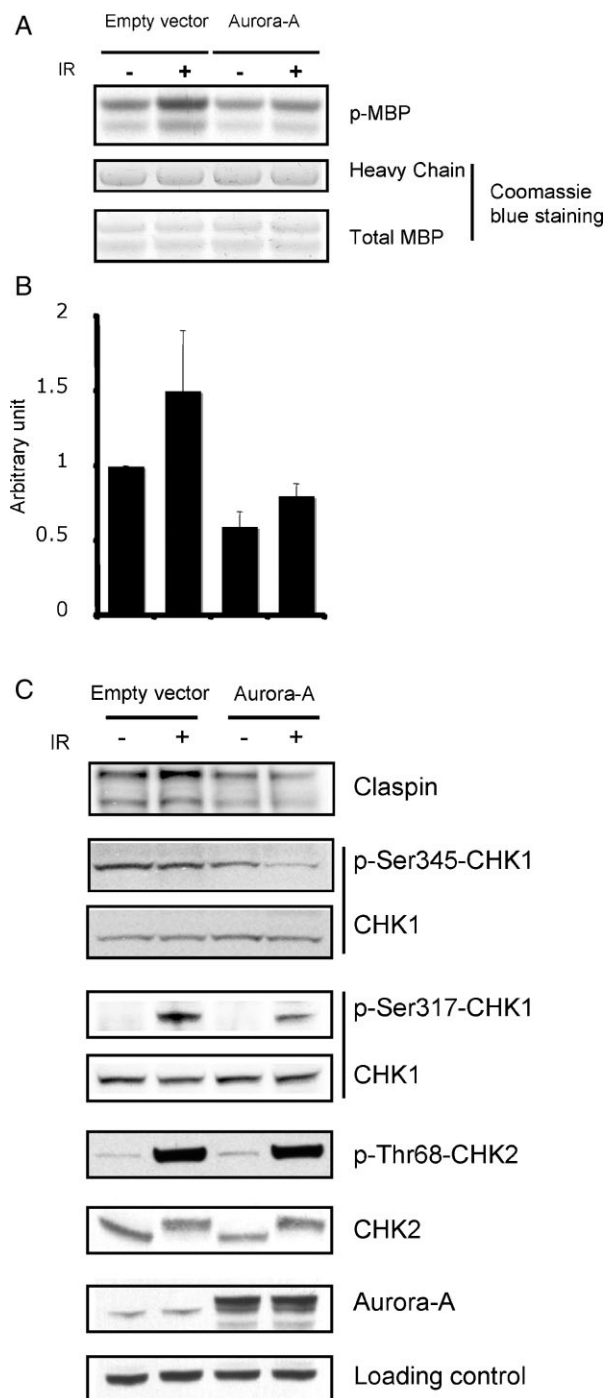 A
Empty vector Aurora-A
IR - + - +
p-MBP
Heavy Chain
Coomassie
blue staining
Total MBP
B
2
1.5
1
0.5
0
Arbitrary unit
C
Empty vector Aurora-A
IR - + - +
Claspin
p-Ser345-CHK1
CHK1
p-Ser317-CHK1
CHK1
p-Thr68-CHK2
CHK2
Aurora-A
Loading control